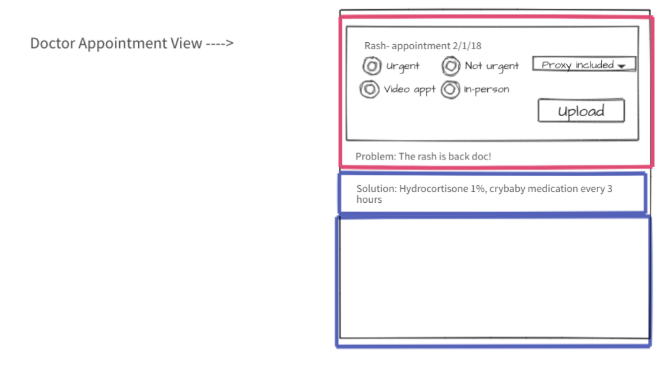 Doctor Appointment View ---->
Rash- appointment 2/1/18
Urgent Not urgent Proxy included
Video appt In-person
Upload
Problem: The rash is back doc!
Solution: Hydrocortisone 1%, crybaby medication every 3
hours